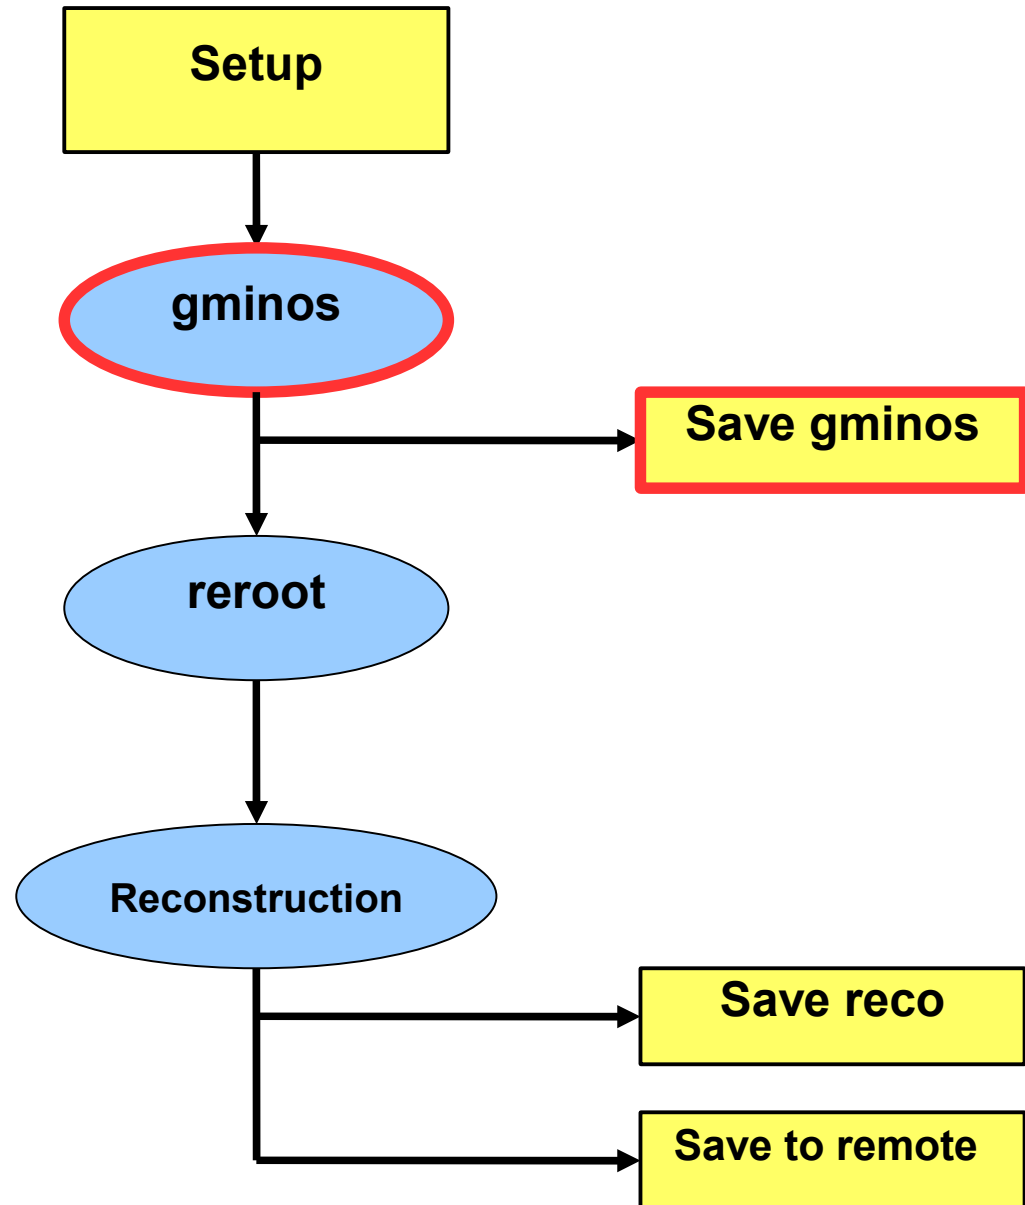 Setup
gminos
Save gminos
reroot
Reconstruction
Save reco
Save to remote